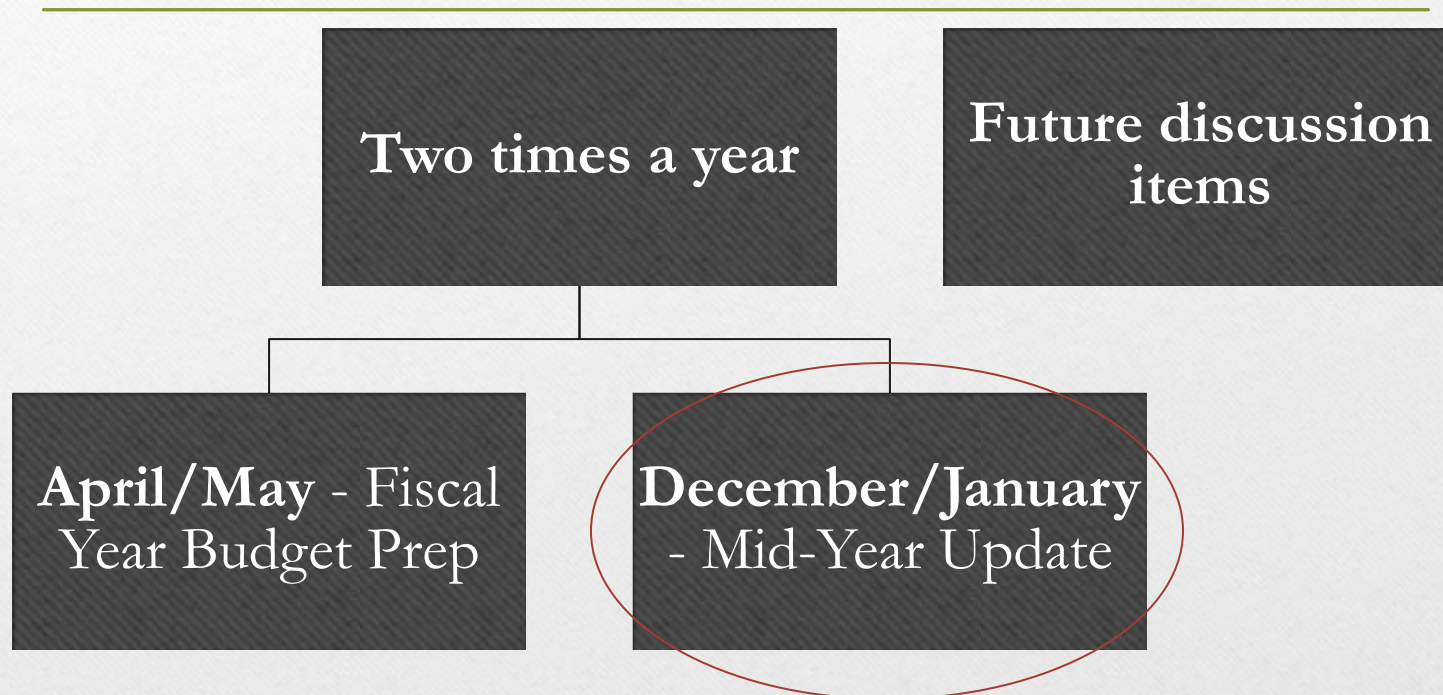 Two times a year
Future discussion
items
April/May - Fiscal
Year Budget Prep
December/January
- Mid-Year Update